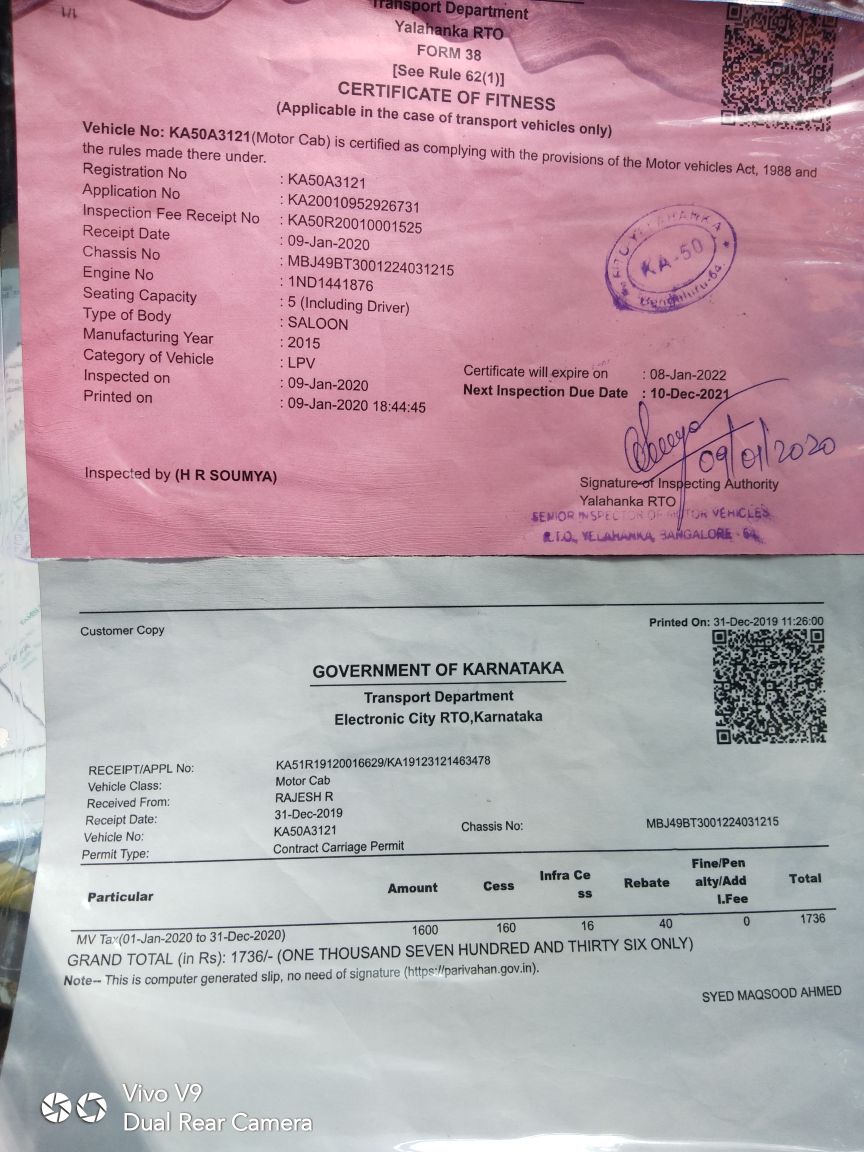 1/1
Transport Department
Yalahanka RTO
FORM 38
[See Rule 62(1)]
CERTIFICATE OF FITNESS
(Applicable in the case of transport vehicles only)
Vehicle No: KA50A3121(Motor Cab) is certified as complying with the provisions of the Motor vehicles Act, 1988 and
the rules made there under.
Registration No : KA50A3121
Application No : KA20010952926731
Inspection Fee Receipt No : KA50R20010001525
Receipt Date : 09-Jan-2020
Chassis No : MBJ49BT3001224031215
Engine No : 1ND1441876
Seating Capacity : 5 (Including Driver)
Type of Body : SALOON
Manufacturing Year : 2015
Category of Vehicle : LPV
Inspected on : 09-Jan-2020
Printed on : 09-Jan-2020 18:44:45
KA-50
Bengaluru-64
Certificate will expire on : 08-Jan-2022
Next Inspection Due Date : 10-Dec-2021
09/01/2020
Inspected by (H R SOUMYA)
Signature of Inspecting Authority
Yalahanka RTO
SENIOR INSPECTOR OF MOTOR VEHICLES
R.T.O., YELAHANKA, BANGALORE - 64
Customer Copy
Printed On: 31-Dec-2019 11:26:00
GOVERNMENT OF KARNATAKA
Transport Department
Electronic City RTO,Karnataka
RECEIPT/APPL No: KA51R19120016629/KA19123121463478
Vehicle Class: Motor Cab
Received From: RAJESH R
Receipt Date: 31-Dec-2019
Vehicle No: KA50A3121 Chassis No: MBJ49BT3001224031215
Permit Type: Contract Carriage Permit
Particular Amount Cess Infra Ce ss Rebate Fine/Pen alty/Add l.Fee Total
MV Tax(01-Jan-2020 to 31-Dec-2020) 1600 160 16 40 0 1736
GRAND TOTAL (in Rs): 1736/- (ONE THOUSAND SEVEN HUNDRED AND THIRTY SIX ONLY)
Note-- This is computer generated slip, no need of signature (https://parivahan.gov.in).
SYED MAQSOOD AHMED
Vivo V9
Dual Rear Camera